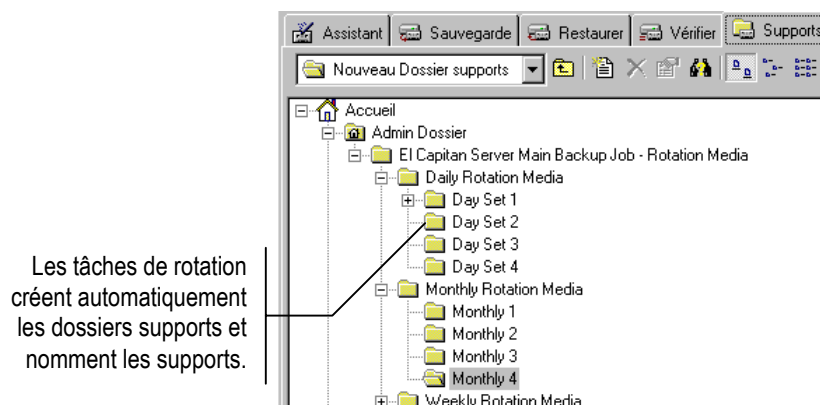 Assistant Sauvegarde Restaurer Vérifier Supports
Nouveau Dossier supports
Accueil
Admin Dossier
El Capitan Server Main Backup Job - Rotation Media
Daily Rotation Media
Day Set 1
Day Set 2
Day Set 3
Day Set 4
Monthly Rotation Media
Monthly 1
Monthly 2
Monthly 3
Monthly 4
Weekly Rotation Media
Les tâches de rotation
créent automatiquement
les dossiers supports et
nomment les supports.